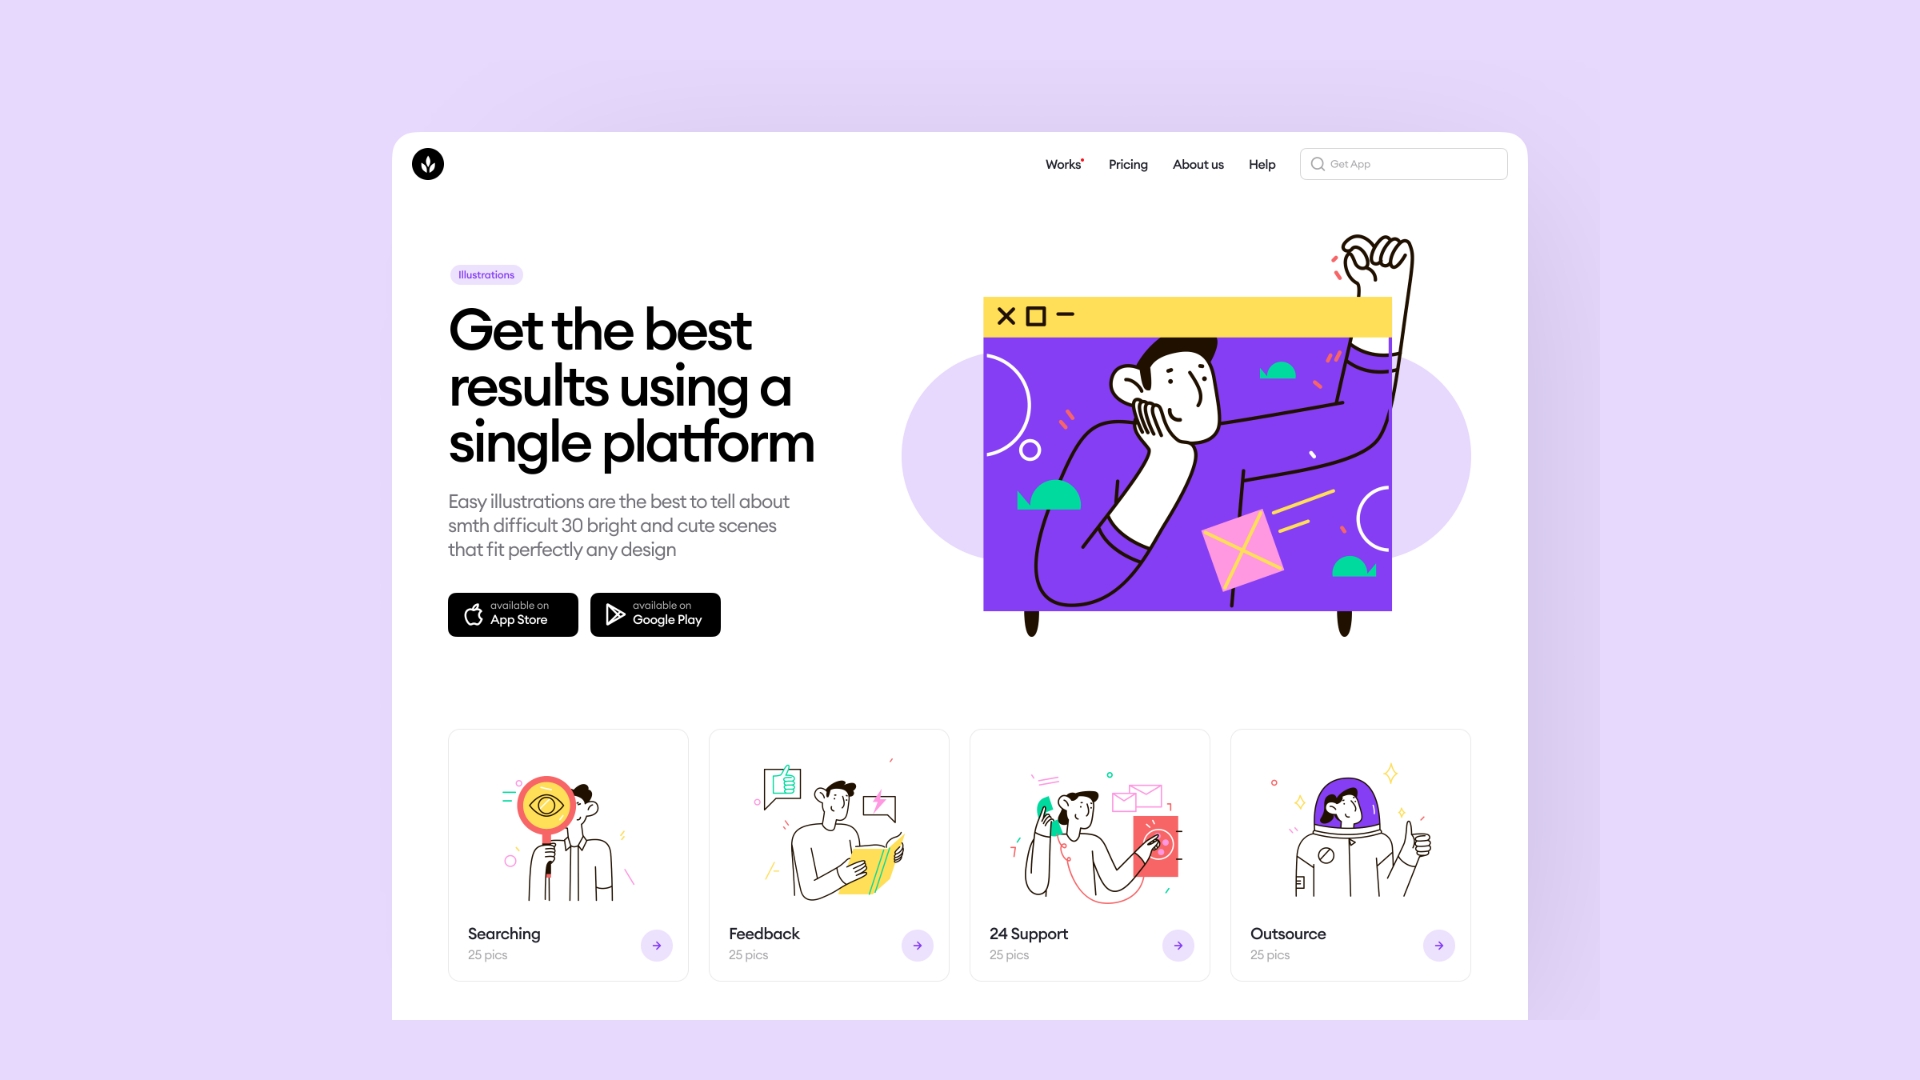 Works
Pricing
About us
Help
Get App
Illustrations
Get the best
results using a
single platform
Easy illustrations are the best to tell about
smth difficult 30 bright and cute scenes
that fit perfectly any design
available on
App Store
available on
Google Play
Searching
25 pics
Feedback
25 pics
24 Support
25 pics
Outsource
25 pics